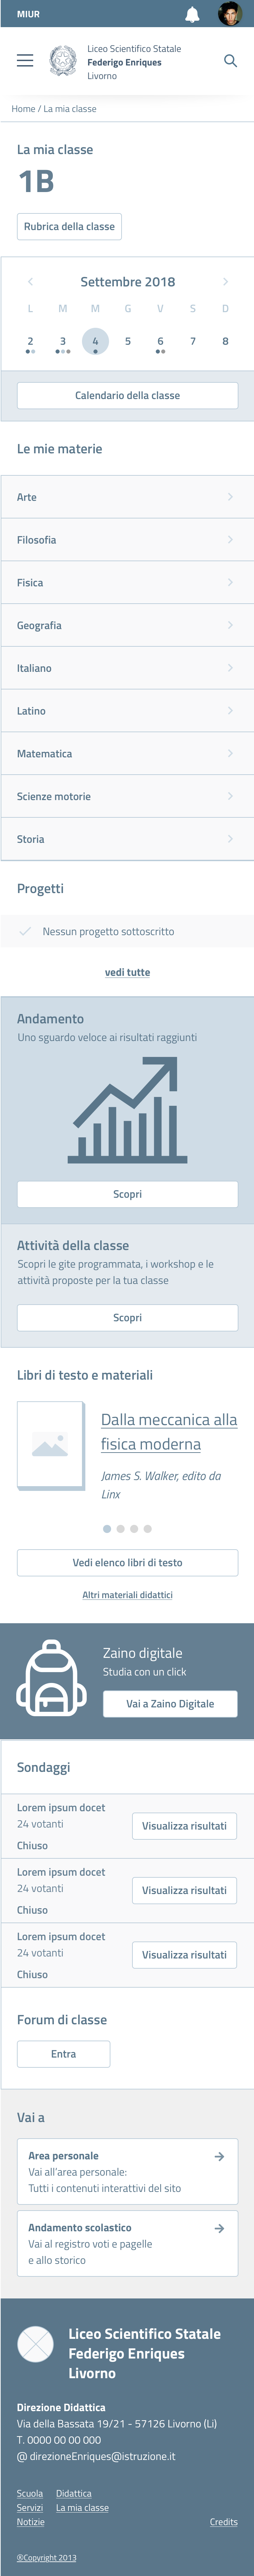 MIUR
Liceo Scientifico Statale
Federigo Enriques
Livorno
Home / La mia classe
La mia classe
1B
Rubrica della classe
Settembre 2018
L M M G V S D
2 3 4 5 6 7 8
Calendario della classe
Le mie materie
Arte
Filosofia
Fisica
Geografia
Italiano
Latino
Matematica
Scienze motorie
Storia
Progetti
Nessun progetto sottoscritto
vedi tutte
Andamento
Uno sguardo veloce ai risultati raggiunti
Scopri
Attività della classe
Scopri le gite programmata, i workshop e le
attività proposte per la tua classe
Scopri
Libri di testo e materiali
Dalla meccanica alla
fisica moderna
James S. Walker, edito da
Linx
Vedi elenco libri di testo
Altri materiali didattici
Zaino digitale
Studia con un click
Vai a Zaino Digitale
Sondaggi
Lorem ipsum docet
24 votanti
Chiuso
Visualizza risultati
Lorem ipsum docet
24 votanti
Chiuso
Visualizza risultati
Lorem ipsum docet
24 votanti
Chiuso
Visualizza risultati
Forum di classe
Entra
Vai a
Area personale
Vai all'area personale:
Tutti i contenuti interattivi del sito
Andamento scolastico
Vai al registro voti e pagelle
e allo storico
Liceo Scientifico Statale
Federigo Enriques
Livorno
Direzione Didattica
Via della Bassata 19/21 - 57126 Livorno (Li)
T. 0000 00 00 000
@ direzioneEnriques@istruzione.it
Scuola Didattica
Servizi La mia classe
Notizie Credits
©Copyright 2013